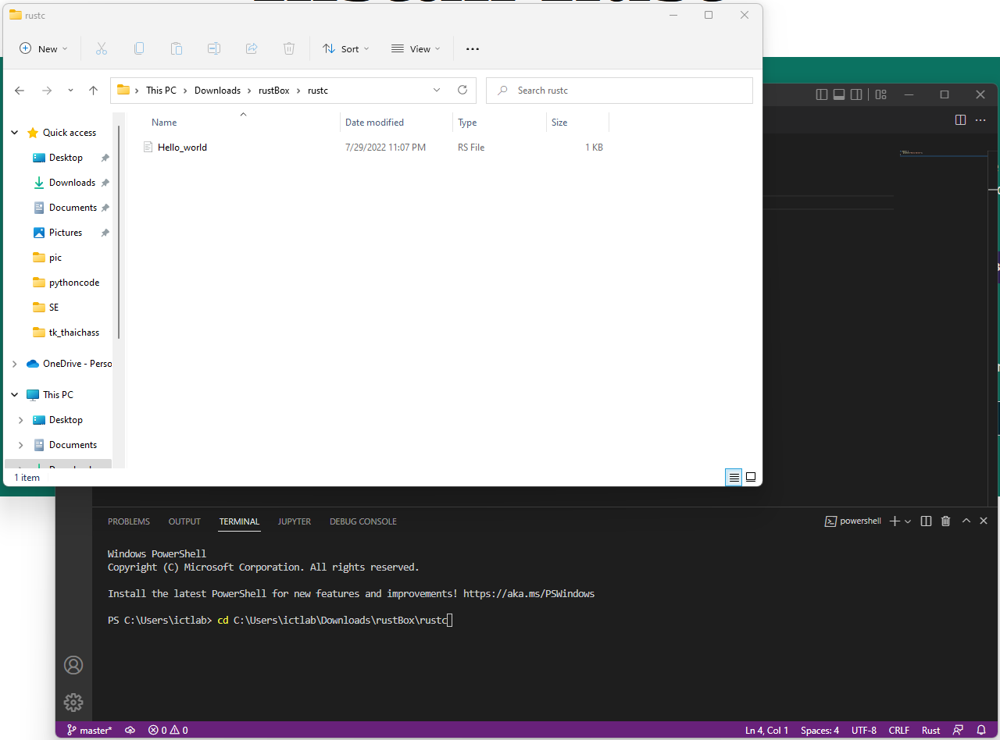 rustc
New
Sort
View
This PC
Downloads
rustBox
rustc
Search rustc
Name
Date modified
Type
Size
Hello_world
7/29/2022 11:07 PM
RS File
1 KB
Quick access
Desktop
Downloads
Documents
Pictures
pic
pythoncode
SE
tk_thaichass
OneDrive - Perso
This PC
Desktop
Documents
1 item
PROBLEMS
OUTPUT
TERMINAL
JUPYTER
DEBUG CONSOLE
powershell
Windows PowerShell
Copyright (C) Microsoft Corporation. All rights reserved.
Install the latest PowerShell for new features and improvements! https://aka.ms/PSWindows
PS C:\Users\ictlab> cd C:\Users\ictlab\Downloads\rustBox\rustc
master*
0
0
Ln 4, Col 1
Spaces: 4
UTF-8
CRLF
Rust